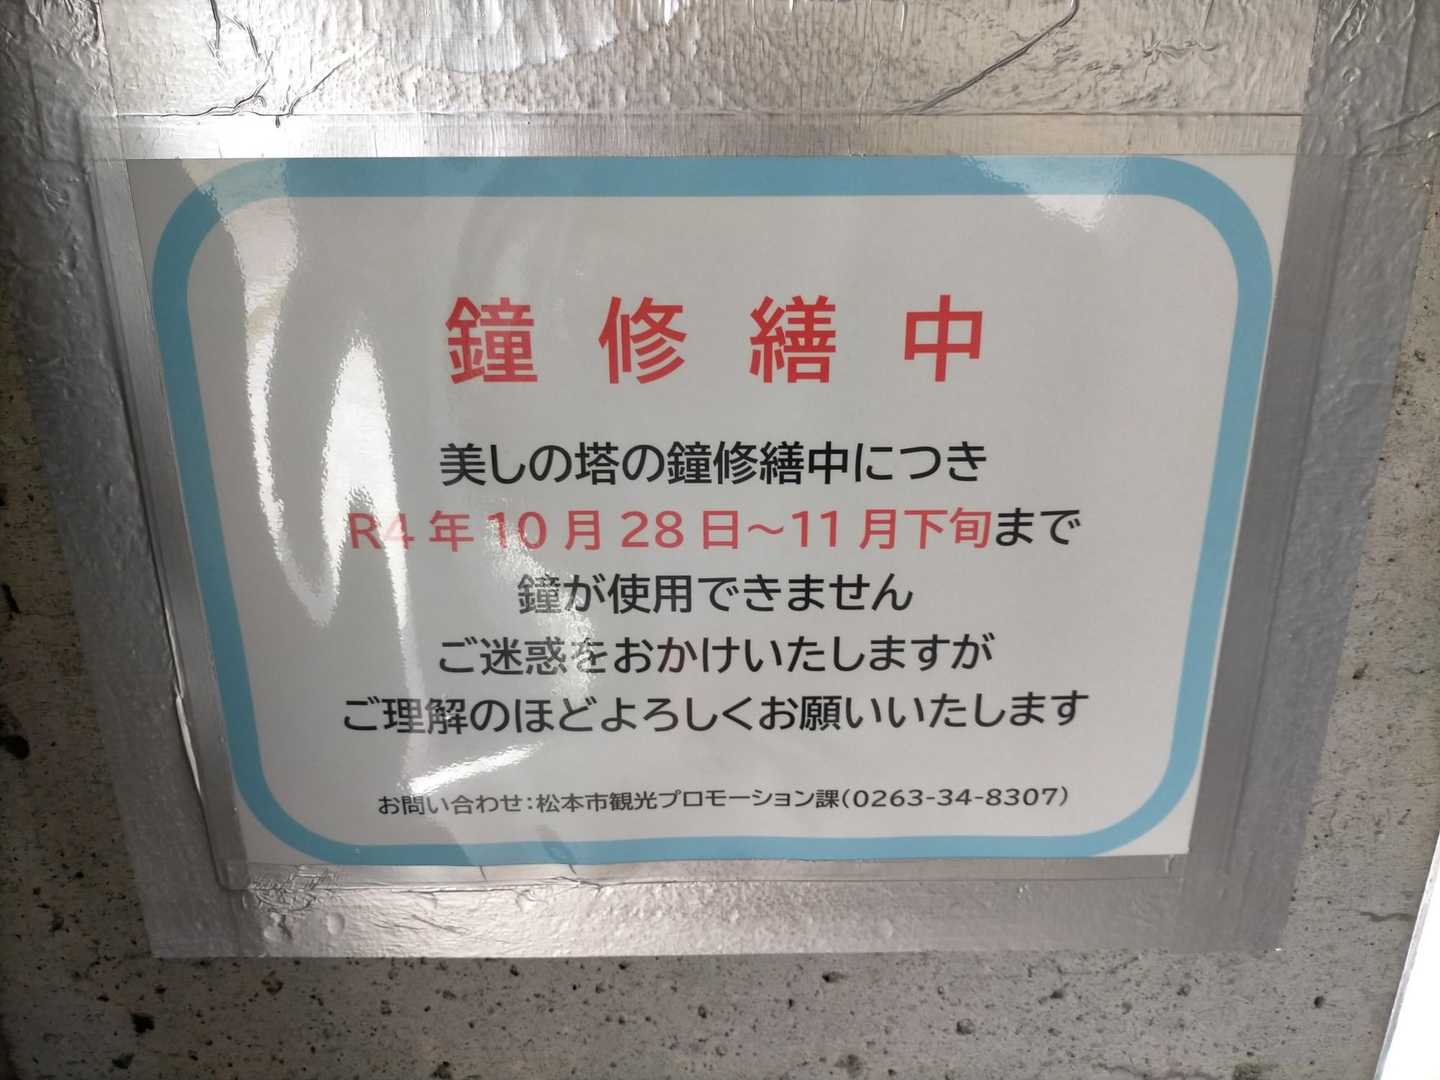 鐘修繕中
美しの塔の鐘修繕中につき
R4年10月28日～11月下旬まで
鐘が使用できません
ご迷惑をおかけいたしますが
ご理解のほどよろしくお願いいたします
お問い合わせ：松本市観光プロモーション課（0263-34-8307）